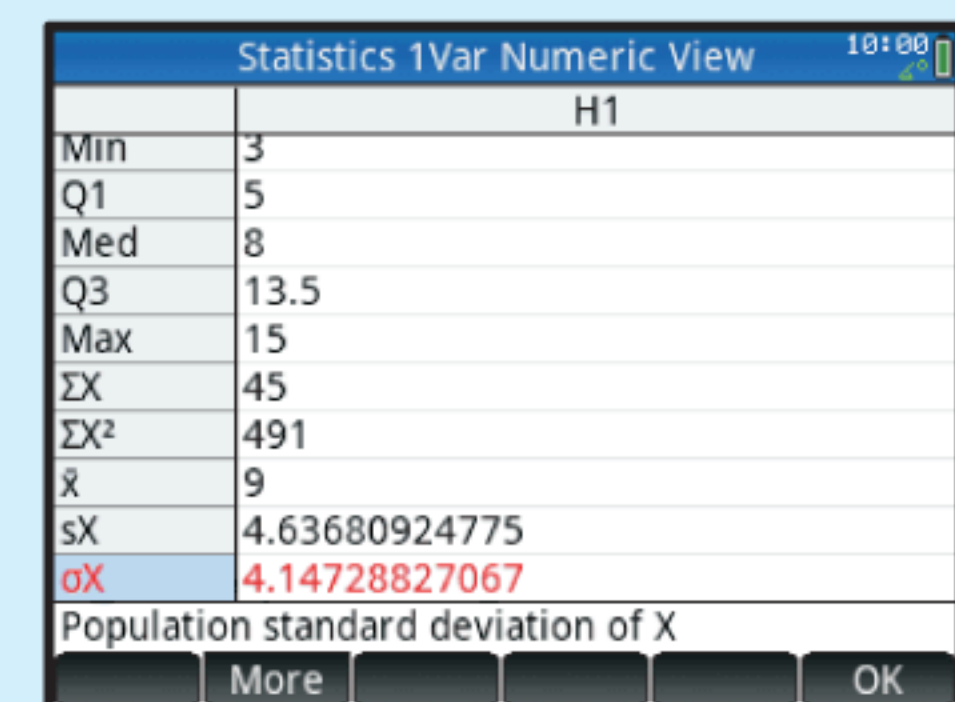 Statistics 1Var Numeric View 10:00
H1
Min 3
Q1 5
Med 8
Q3 13.5
Max 15
ΣX 45
ΣX² 491
x̄ 9
sX 4.63680924775
σX 4.14728827067
Population standard deviation of X
More OK